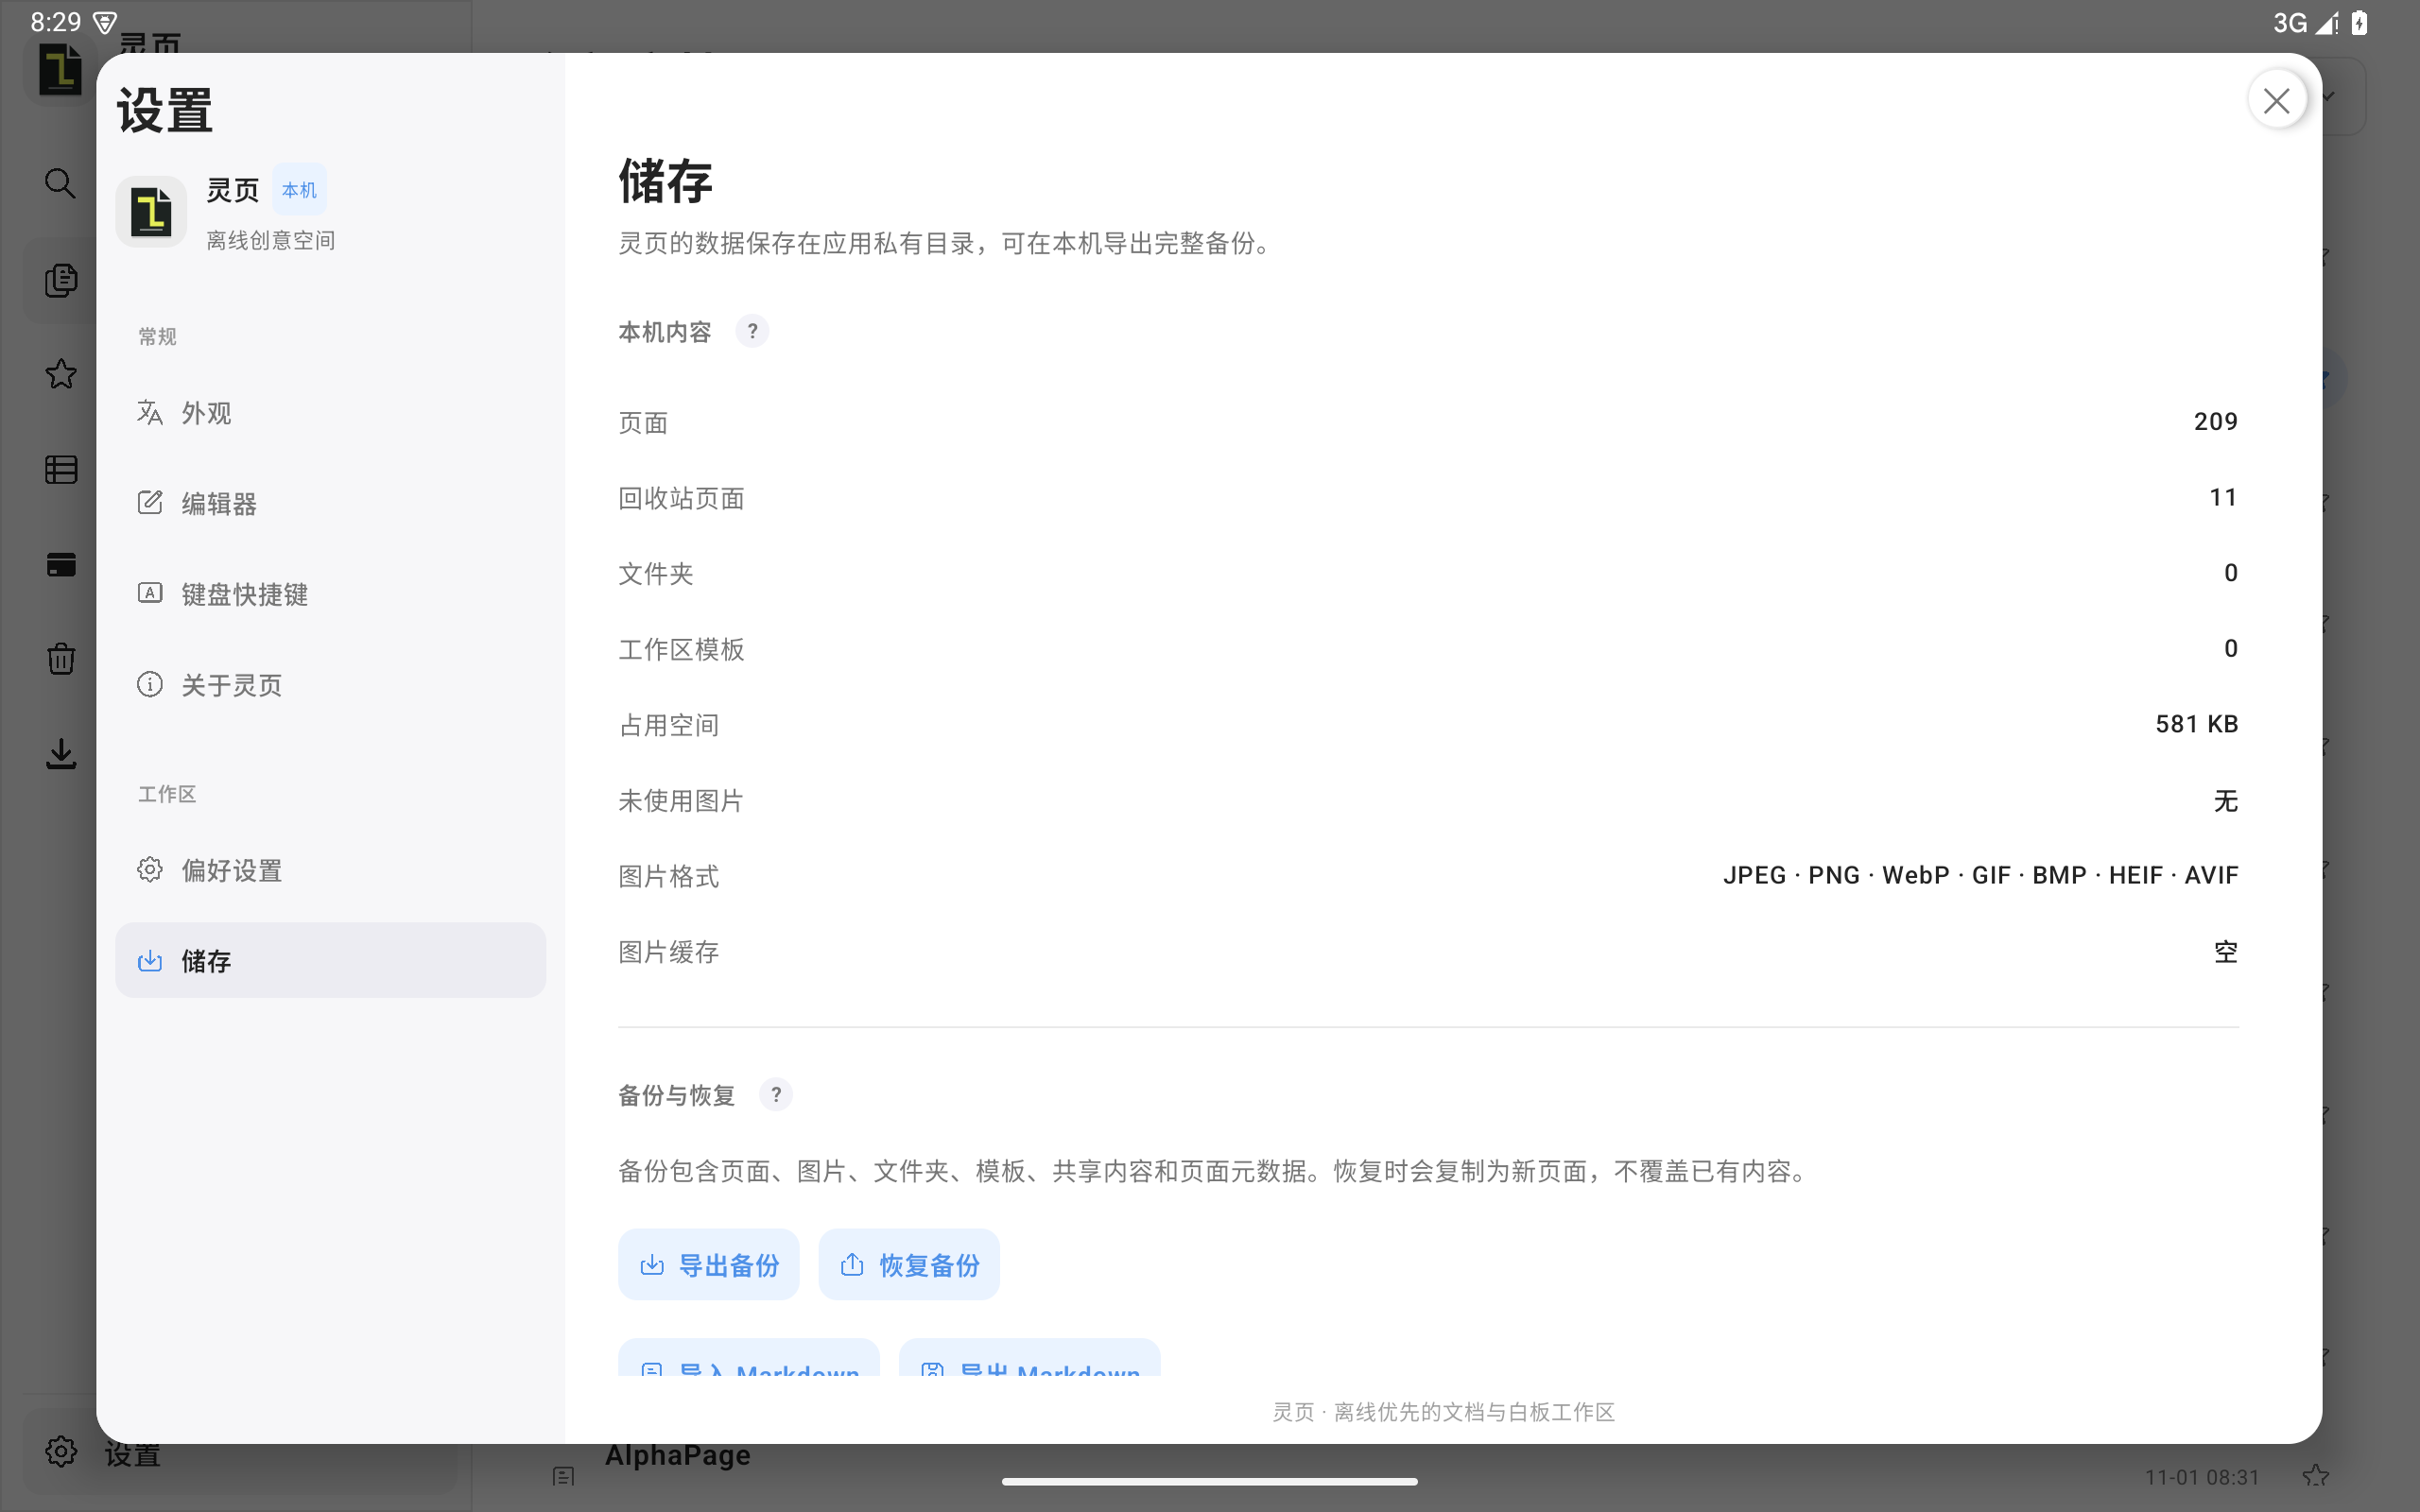 8:29
3G
灵页
设置
灵页 本机
离线创意空间
常规
外观
编辑器
键盘快捷键
关于灵页
工作区
偏好设置
储存
储存
灵页的数据保存在应用私有目录，可在本机导出完整备份。
本机内容 ?
页面 209
回收站页面 11
文件夹 0
工作区模板 0
占用空间 581 KB
未使用图片 无
图片格式 JPEG · PNG · WebP · GIF · BMP · HEIF · AVIF
图片缓存 空
备份与恢复 ?
备份包含页面、图片、文件夹、模板、共享内容和页面元数据。恢复时会复制为新页面，不覆盖已有内容。
导出备份 恢复备份
导入 Markdown 导出 Markdown
灵页 · 离线优先的文档与白板工作区
设置
AlphaPage
11-01 08:31